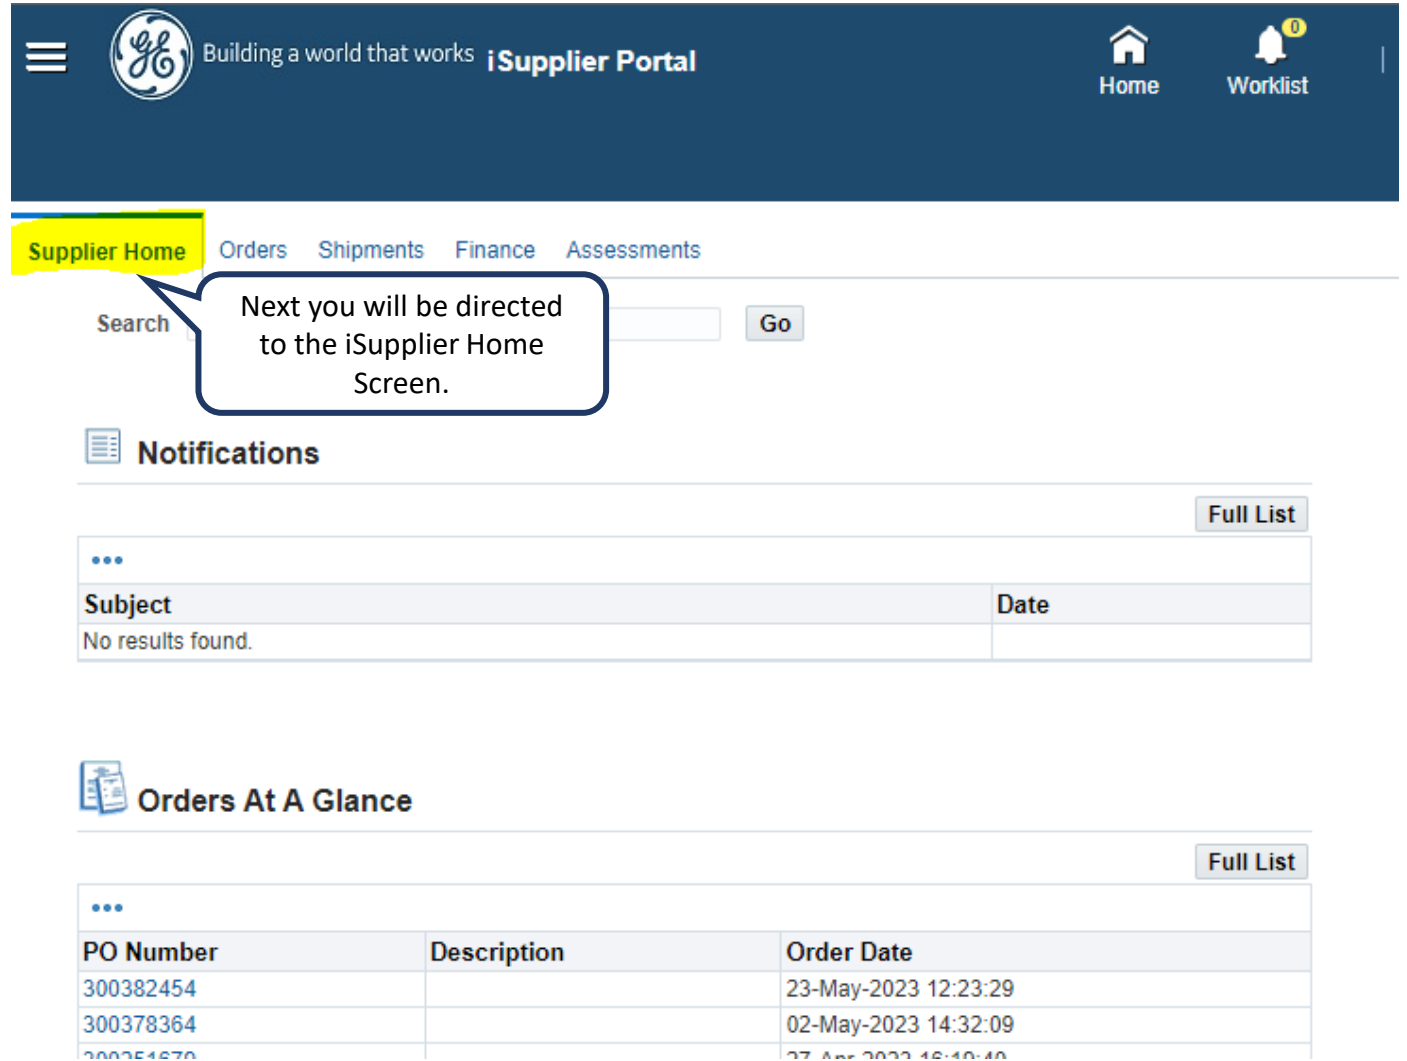 GE Building a world that works iSupplier Portal
0
Home Worklist
Supplier Home Orders Shipments Finance Assessments
Search Go
Next you will be directed
to the iSupplier Home
Screen.
Notifications
Full List
Subject Date
No results found.
Orders At A Glance
Full List
PO Number Description Order Date
300382454 23-May-2023 12:23:29
300378364 02-May-2023 14:32:09